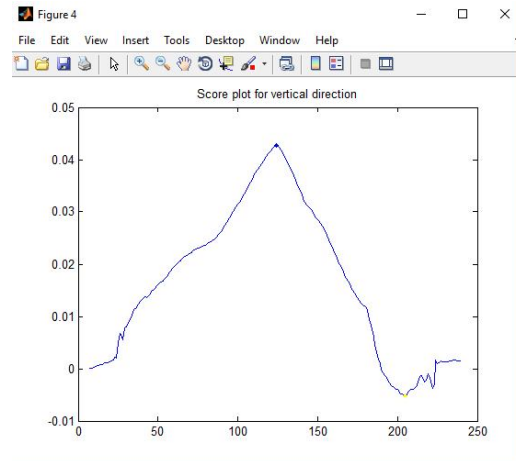 Figure 4
File Edit View Insert Tools Desktop Window Help
Score plot for vertical direction
0.05
0.04
0.03
0.02
0.01
0
-0.01
0 50 100 150 200 250